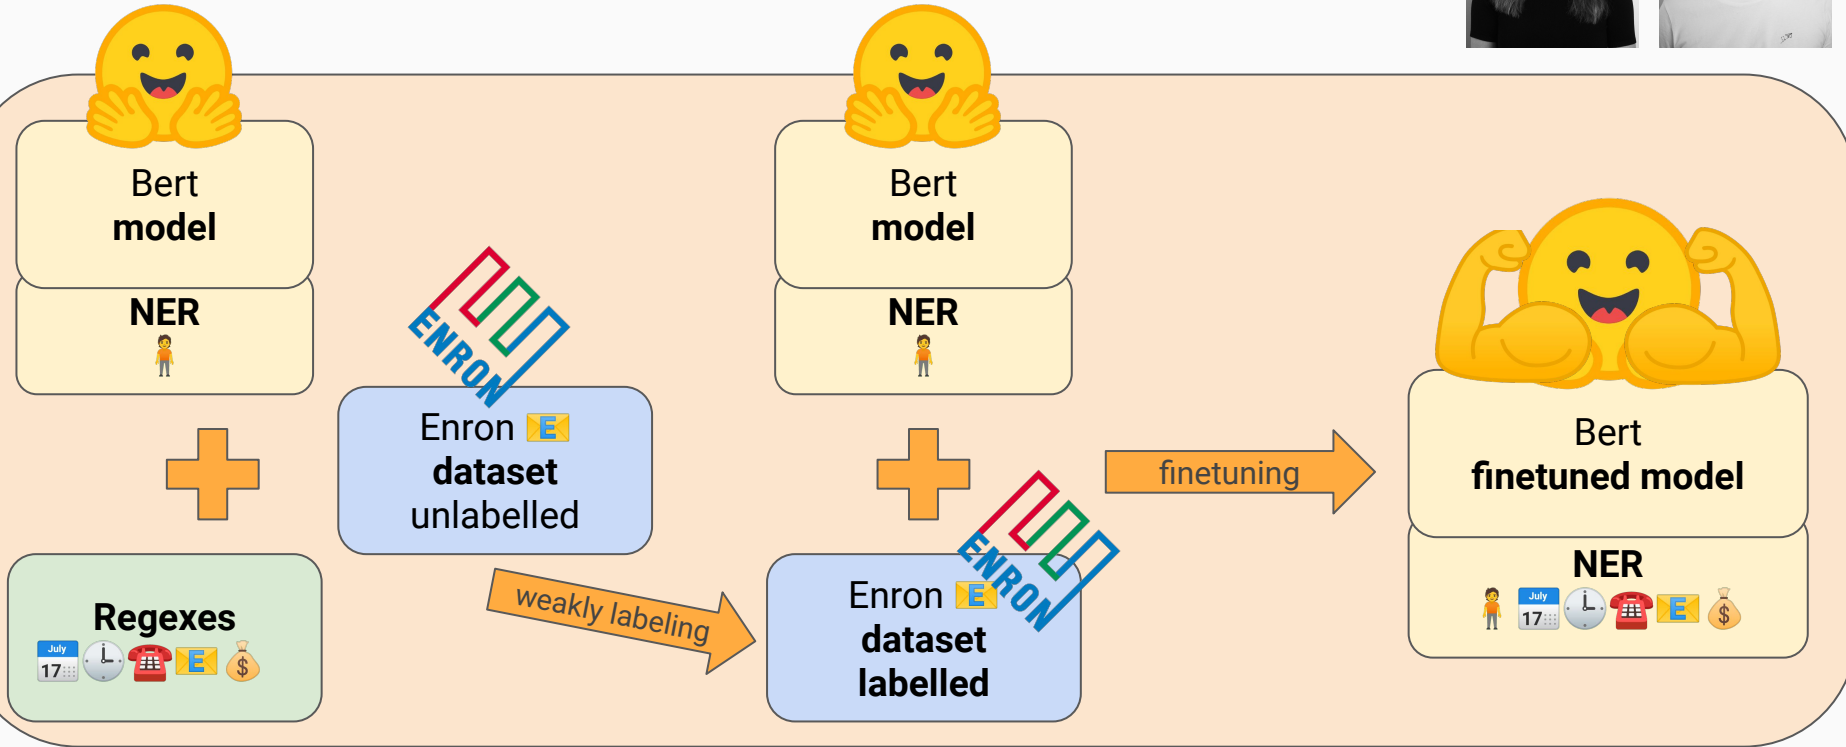 Bert
model
NER
Regexes
July
17
E
$
ENRON
Enron E
dataset
unlabelled
weakly labeling
Bert
model
NER
ENRON
Enron E
dataset
labelled
finetuning
Bert
finetuned model
NER
July
17
E
$